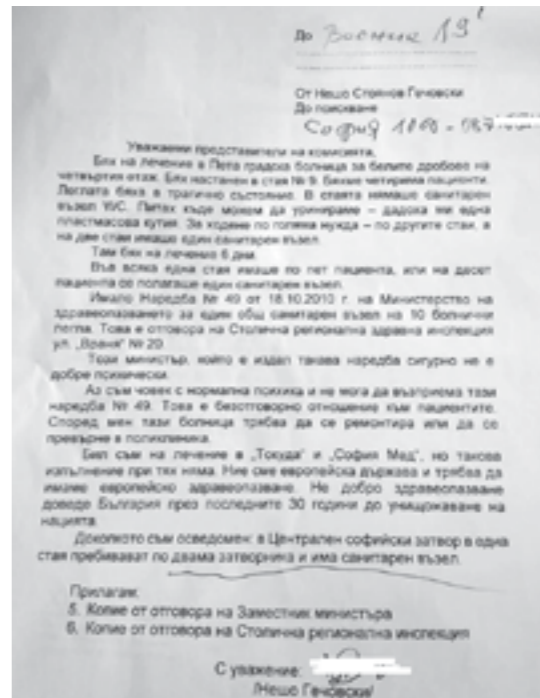 До Военна 19
От Нешо Стоянов Гечовски
До поискване
София 1000 - 087
Уважаеми представители на комисията,
Бях на лечение в Пета градска болница за белите дробове на
четвъртия етаж. Бях настанен в стая № 9. Бяхме четирима пациенти.
Леглата бяха в трагично състояние. В стаята нямаше санитарен
възел WC. Питах къде можем да уринираме – дадоха ми една
пластмасова кутия. За ходене по голяма нужда – по другите стаи, в
на две стаи имаше един санитарен възел.
Там бях на лечение 6 дни.
Във всяка една стая имаше по пет пациента, или на десет
пациента се полагаше един санитарен възел.
Имало Наредба № 49 от 18.10.2010 г. на Министерство на
здравеопазването за един общ санитарен възел на 10 болнични
легла. Това е отговора на Столична регионална здравна инспекция
ул. „Враня" № 20.
Този министър, който е издал такава наредба сигурно не е
добре психически.
Аз съм човек с нормална психика и не мога да възприема тази
наредба № 49. Това е безотговорно отношение към пациентите.
Според мен тази болница трябва да се ремонтира или да се
превърне в поликлиника.
Бил съм на лечение в „Токуда" и „София Мед", но такова
изпълнение при тях няма. Ние сме европейска държава и трябва да
имаме европейско здравеопазване. Не добро здравеопазване
доведе България през последните 30 години до унищожаване на
нацията.
Доколкото съм осведомен: в Централен софийски затвор в една
стая пребивават по двама затворника и има санитарен възел.
Прилагам:
5. Копие от отговора на Заместник министъра
6. Копие от отговора на Столична регионална инспекция
С уважение:
/Нешо Гечовски/